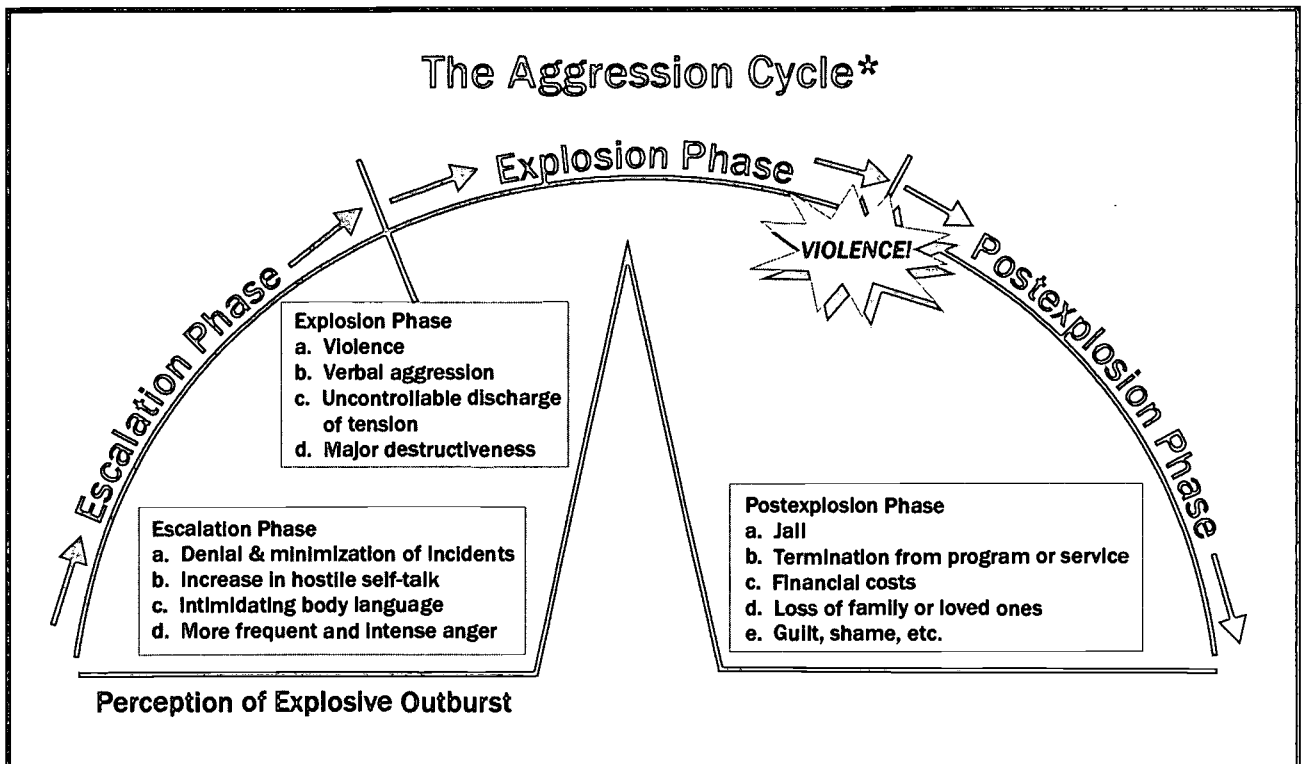 The Aggression Cycle*
Escalation Phase
Explosion Phase
VIOLENCE!
Postexplosion Phase
Explosion Phase
a. Violence
b. Verbal aggression
c. Uncontrollable discharge
of tension
d. Major destructiveness
Escalation Phase
a. Denial & minimization of incidents
b. Increase in hostile self-talk
c. Intimidating body language
d. More frequent and intense anger
Postexplosion Phase
a. Jail
b. Termination from program or service
c. Financial costs
d. Loss of family or loved ones
e. Guilt, shame, etc.
Perception of Explosive Outburst